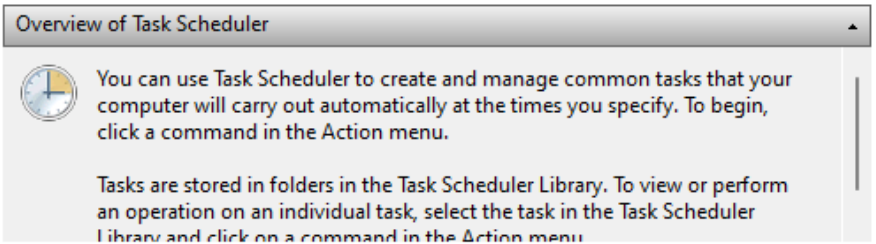 Overview of Task Scheduler
You can use Task Scheduler to create and manage common tasks that your
computer will carry out automatically at the times you specify. To begin,
click a command in the Action menu.
Tasks are stored in folders in the Task Scheduler Library. To view or perform
an operation on an individual task, select the task in the Task Scheduler
Library and click on a command in the Action menu.